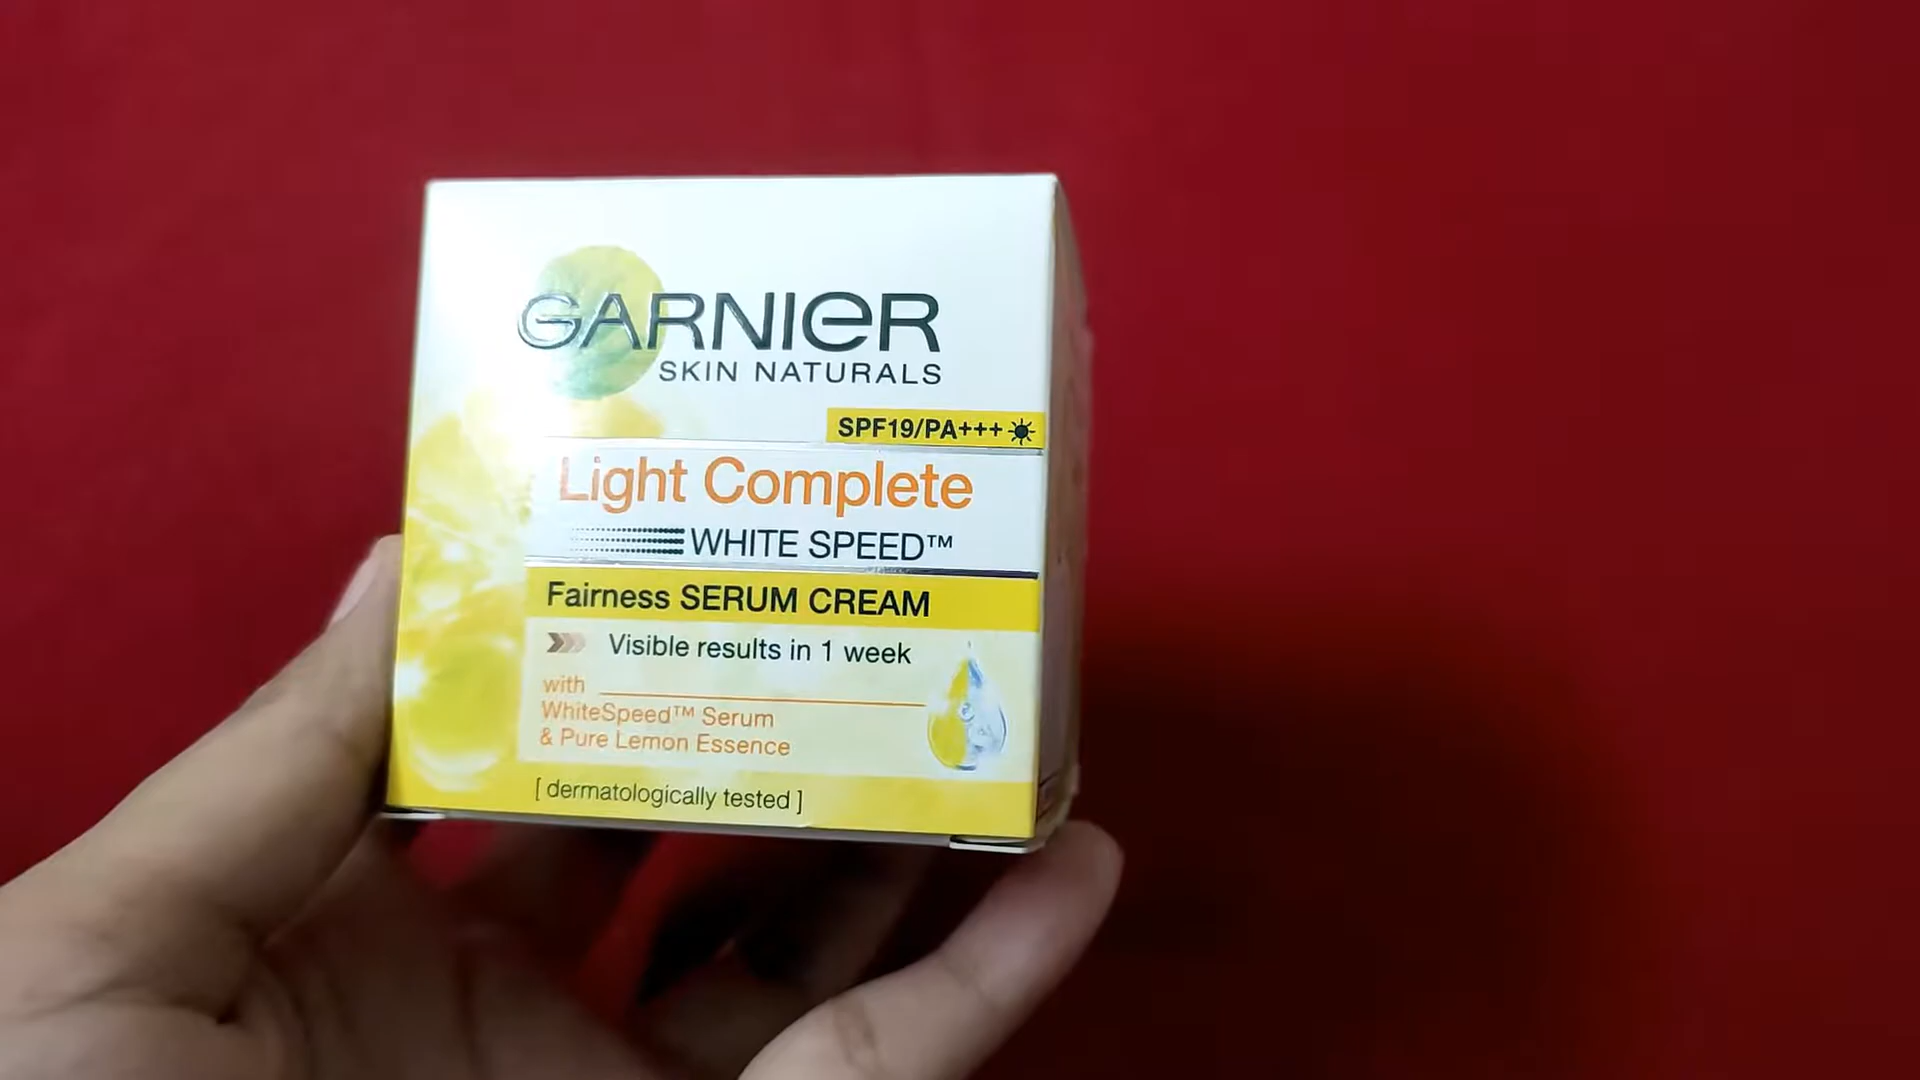 GARNIER
SKIN NATURALS
SPF19/PA+++
Light Complete
WHITE SPEED™
Fairness SERUM CREAM
Visible results in 1 week
with
WhiteSpeed™ Serum
& Pure Lemon Essence
[ dermatologically tested ]